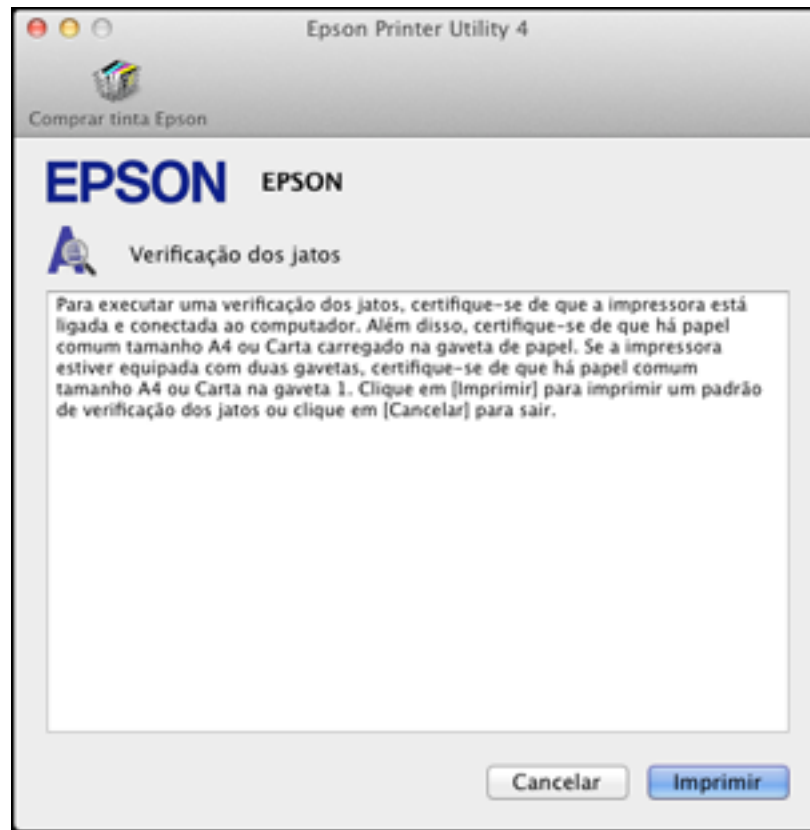 Epson Printer Utility 4
Comprar tinta Epson
EPSON EPSON
Verificação dos jatos
Para executar uma verificação dos jatos, certifique-se de que a impressora está
ligada e conectada ao computador. Além disso, certifique-se de que há papel
comum tamanho A4 ou Carta carregado na gaveta de papel. Se a impressora
estiver equipada com duas gavetas, certifique-se de que há papel comum
tamanho A4 ou Carta na gaveta 1. Clique em [Imprimir] para imprimir um padrão
de verificação dos jatos ou clique em [Cancelar] para sair.
Cancelar Imprimir